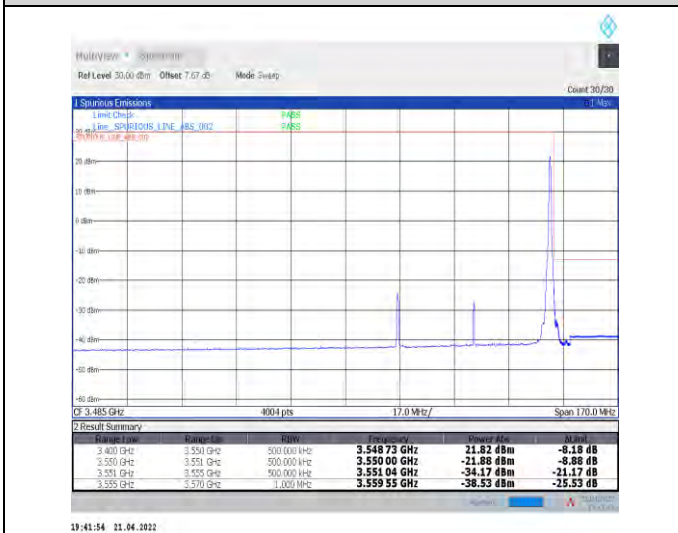 MultiView
Ref Level 30.00 dBm Offset 7.67 dB Mode Sweep
Count 30/30
1 Spurious Emissions 1 Max
Limit Check PASS
Line _SPURIOUS_LINE_ABS_002 PASS
20 dBm
10 dBm
0 dBm
-10 dBm
-20 dBm
-30 dBm
-40 dBm
-50 dBm
-60 dBm
CF 3.485 GHz 4004 pts 17.0 MHz/ Span 170.0 MHz
2 Result Summary
Range Low Range Up RBW Frequency Power Abs ΔLimit
3.400 GHz 3.550 GHz 500.000 kHz 3.548 73 GHz 21.82 dBm -8.18 dB
3.550 GHz 3.551 GHz 500.000 kHz 3.550 00 GHz -21.88 dBm -8.88 dB
3.551 GHz 3.555 GHz 500.000 kHz 3.551 04 GHz -34.17 dBm -21.17 dB
3.555 GHz 3.570 GHz 1.000 MHz 3.559 55 GHz -38.53 dBm -25.53 dB
19:41:54 21.04.2022